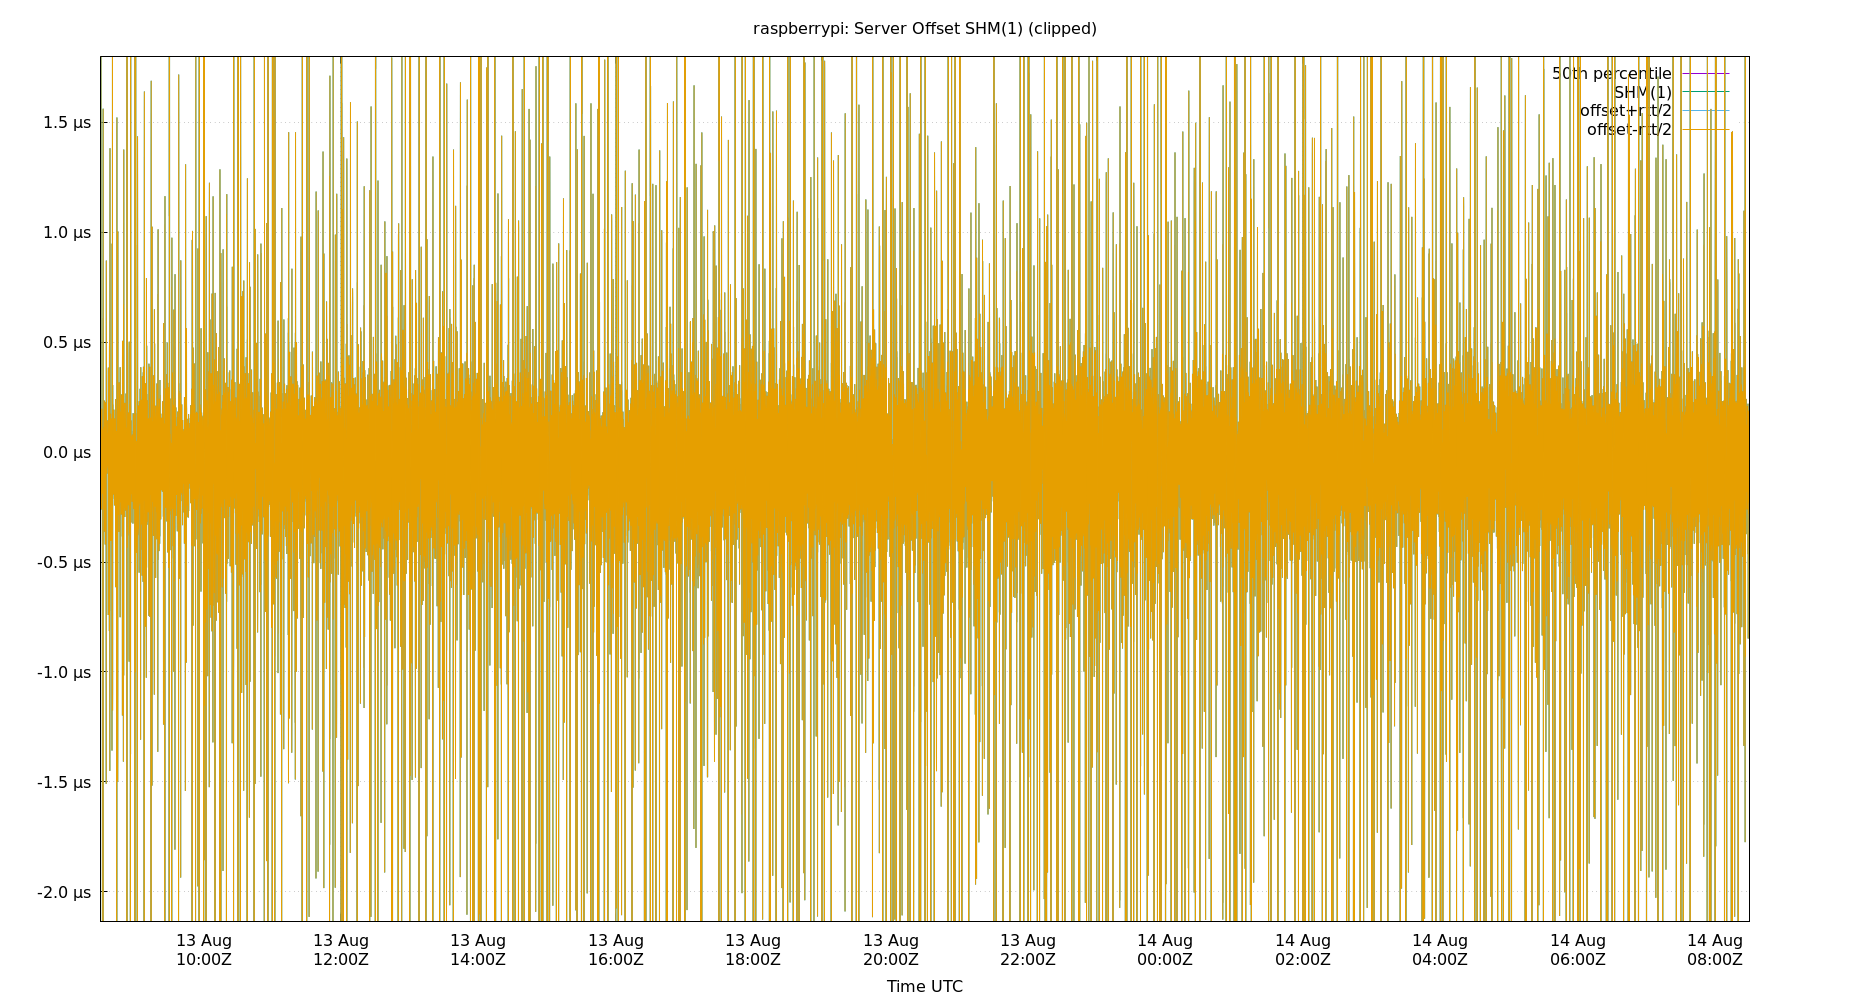 raspberrypi: Server Offset SHM(1) (clipped)
50th percentile
SHM(1)
offset+rtt/2
offset-rtt/2
1.5 µs
1.0 µs
0.5 µs
0.0 µs
-0.5 µs
-1.0 µs
-1.5 µs
-2.0 µs
13 Aug 13 Aug 13 Aug 13 Aug 13 Aug 13 Aug 13 Aug 14 Aug 14 Aug 14 Aug 14 Aug 14 Aug
10:00Z 12:00Z 14:00Z 16:00Z 18:00Z 20:00Z 22:00Z 00:00Z 02:00Z 04:00Z 06:00Z 08:00Z
Time UTC